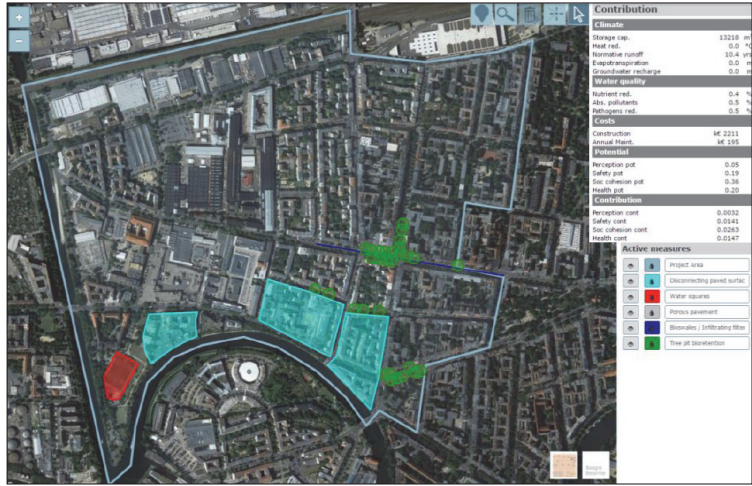 +
−
Contribution
Climate
Storage cap. 13218 m
Heat red. 0.0 °C
Normative runoff 10.4 yrs
Evapotranspiration 0.0 m
Groundwater recharge 0.0 m
Water quality
Nutrient red. 0.4 %
Abs. pollutants 0.5 %
Pathogens red. 0.5 %
Costs
Construction k€ 2211
Annual Maint. k€ 195
Potential
Perception pot 0.05
Safety pot 0.19
Soc cohesion pot 0.36
Health pot 0.20
Contribution
Perception cont 0.0032
Safety cont 0.0141
Soc cohesion cont 0.0263
Health cont 0.0147
Active measures
Project Area
Disconnecting paved surfac
Water squares
Porous pavement
Bioswales / Infiltrating filter
Tree pit bioretention